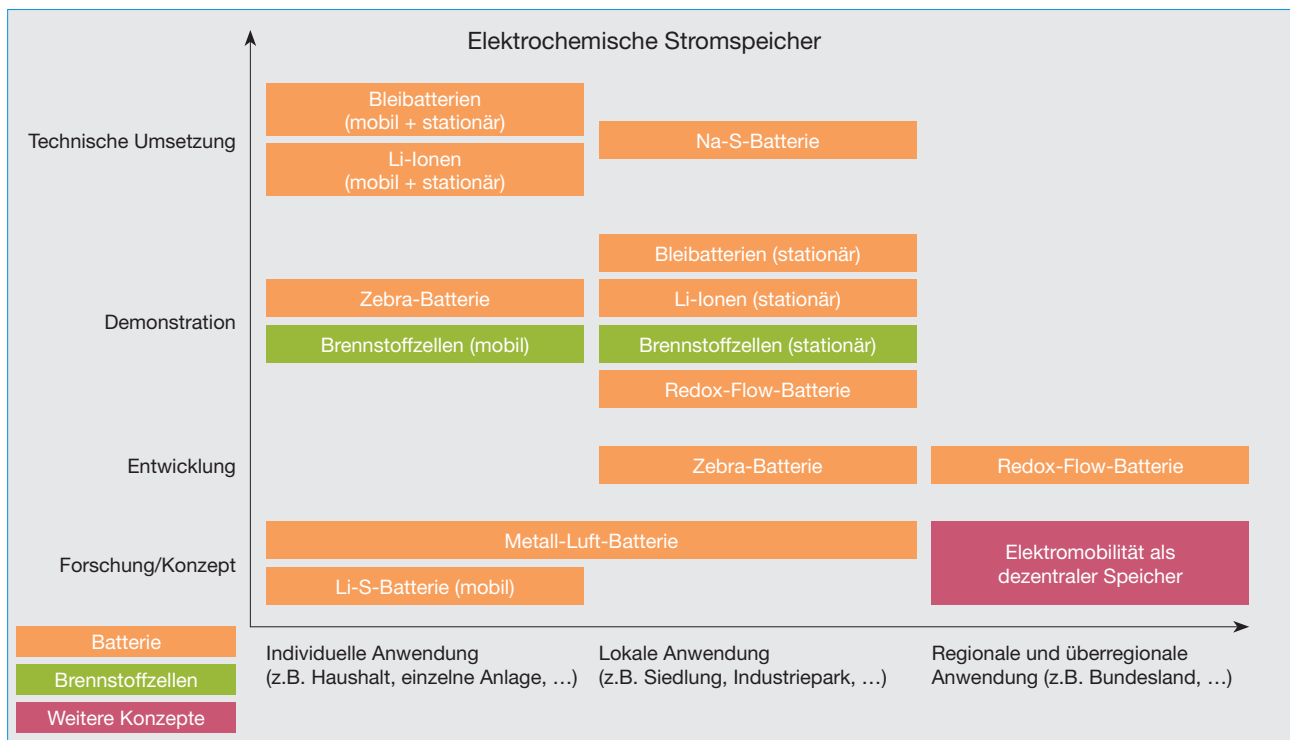 Elektrochemische Stromspeicher
Technische Umsetzung
Bleibatterien
(mobil + stationär)
Li-Ionen
(mobil + stationär)
Na-S-Batterie
Demonstration
Bleibatterien (stationär)
Zebra-Batterie
Li-Ionen (stationär)
Brennstoffzellen (mobil)
Brennstoffzellen (stationär)
Redox-Flow-Batterie
Entwicklung
Zebra-Batterie
Redox-Flow-Batterie
Forschung/Konzept
Metall-Luft-Batterie
Li-S-Batterie (mobil)
Elektromobilität als
dezentraler Speicher
Batterie
Brennstoffzellen
Weitere Konzepte
Individuelle Anwendung
(z.B. Haushalt, einzelne Anlage, …)
Lokale Anwendung
(z.B. Siedlung, Industriepark, …)
Regionale und überregionale
Anwendung (z.B. Bundesland, …)